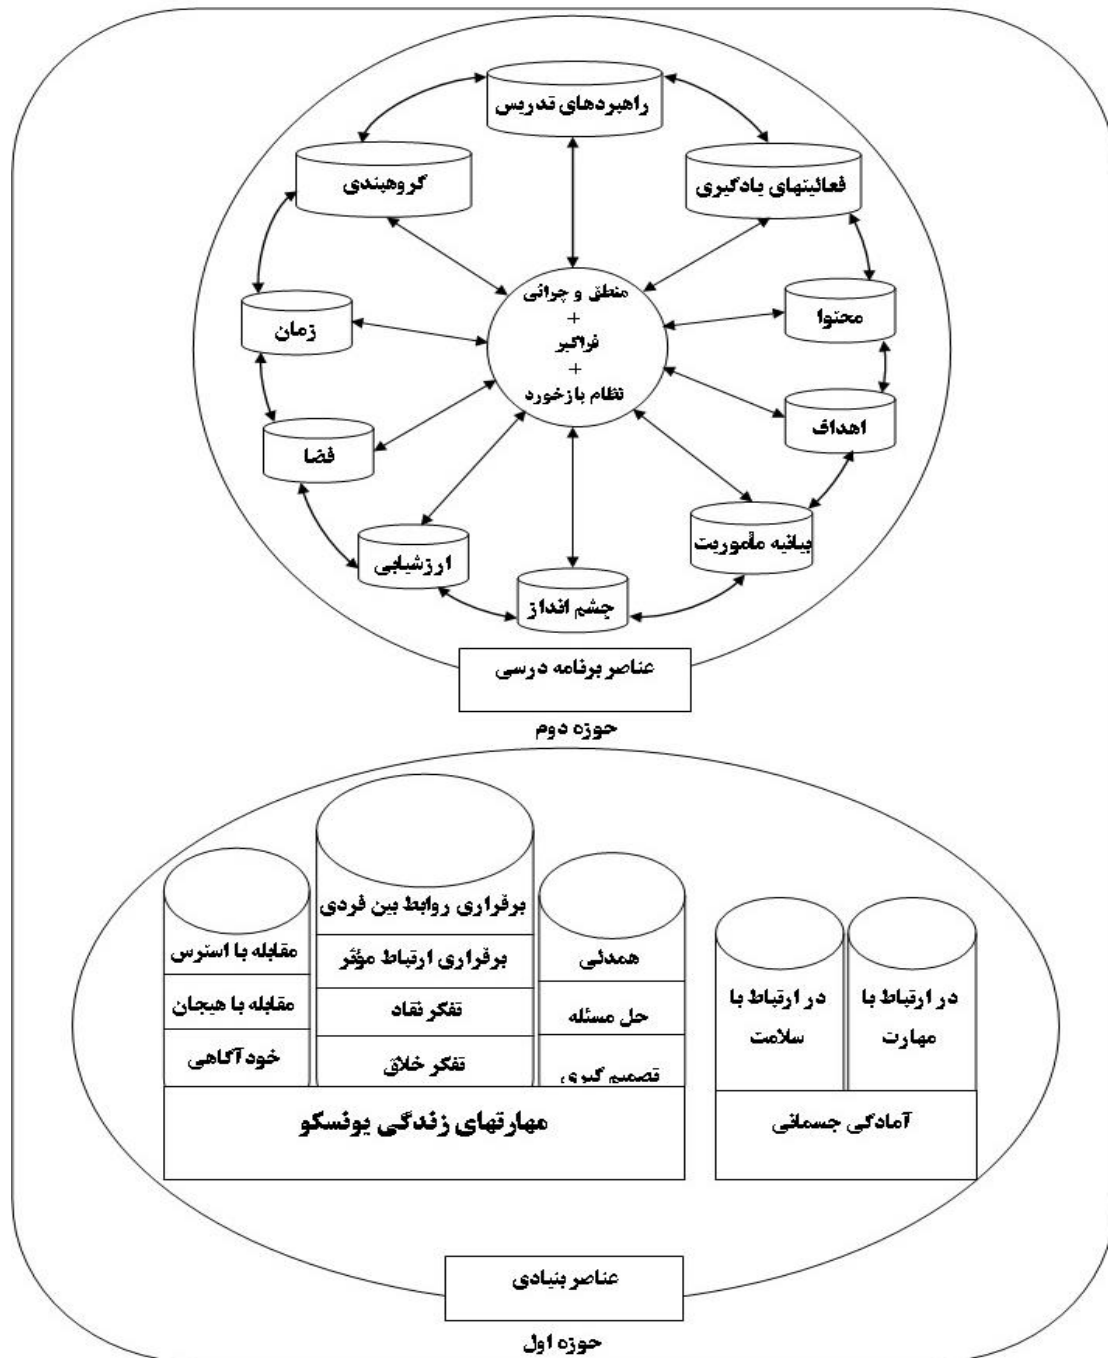 راهبردهای تدریس
گروهبندی
فعالیتهای یادگیری
منطق و چرائی
+
فراگیر
+
نظام بازخورد
زمان
محتوا
فضا
اهداف
ارزشیابی
بیانیه مأموریت
چشم انداز
عناصر برنامه درسی
حوزه دوم
برقراری روابط بین فردی
برقراری ارتباط مؤثر
تفکر نقاد
تفکر خلاق
مقابله با استرس
مقابله با هیجان
خودآگاهی
همدلی
حل مسئله
تصمیم گیری
مهارتهای زندگی یونسکو
در ارتباط با
مهارت
در ارتباط با
سلامت
آمادگی جسمانی
عناصر بنیادی
حوزه اول